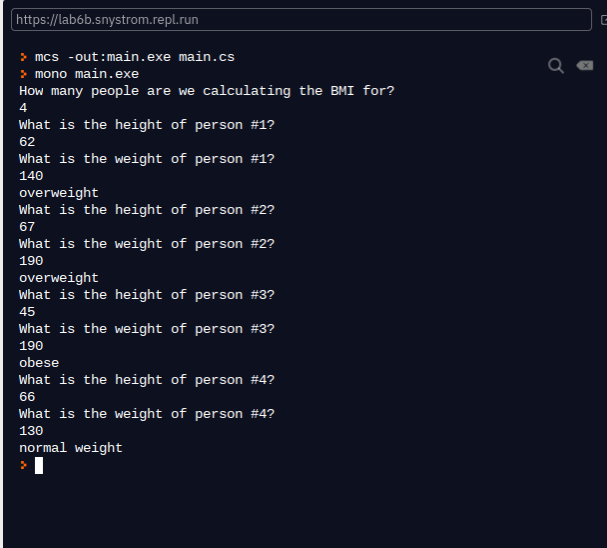 https://lab6b.snystrom.repl.run
> mcs -out:main.exe main.cs
> mono main.exe
How many people are we calculating the BMI for?
4
What is the height of person #1?
62
What is the weight of person #1?
140
overweight
What is the height of person #2?
67
What is the weight of person #2?
190
overweight
What is the height of person #3?
45
What is the weight of person #3?
190
obese
What is the height of person #4?
66
What is the weight of person #4?
130
normal weight
>